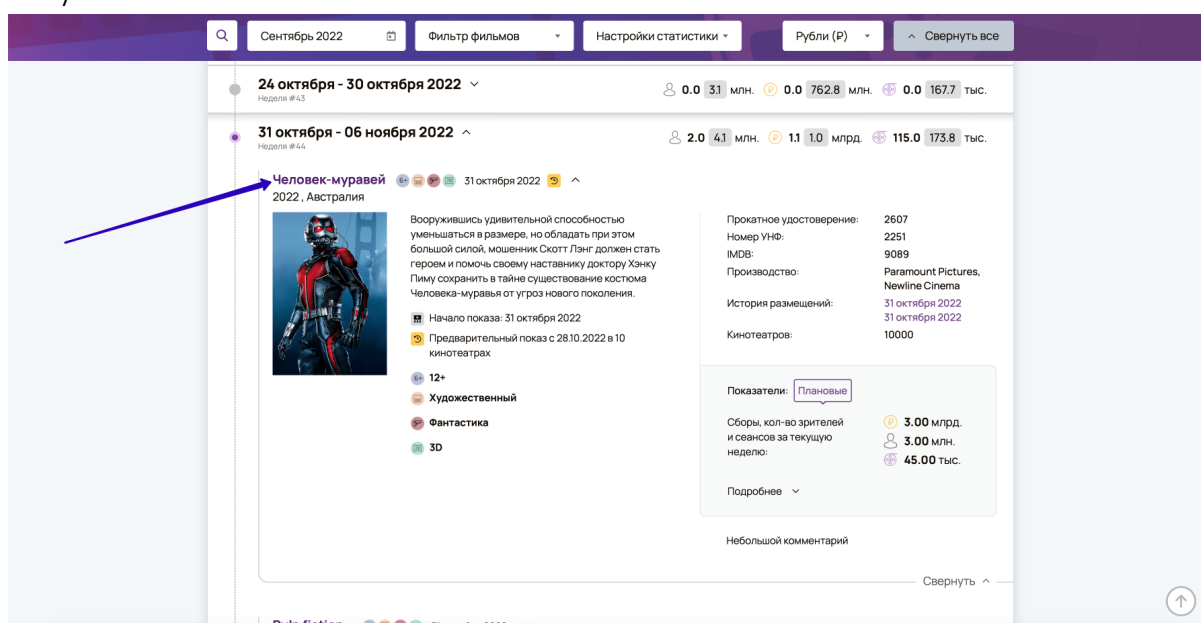 Сентябрь 2022 Фильтр фильмов Настройки статистики Рубли (₽) Свернуть все
24 октября - 30 октября 2022 0.0 3.1 млн. 0.0 762.8 млн. 0.0 167.7 тыс.
Неделя #43
31 октября - 06 ноября 2022 2.0 4.1 млн. 1.1 1.0 млрд. 115.0 173.8 тыс.
Неделя #44
Человек-муравей 6+ 31 октября 2022
2022 , Австралия
Вооружившись удивительной способностью
уменьшаться в размере, но обладать при этом
большой силой, мошенник Скотт Лэнг должен стать
героем и помочь своему наставнику доктору Хэнку
Пиму сохранить в тайне существование костюма
Человека-муравья от угроз нового поколения.
Начало показа: 31 октября 2022
Предварительный показ с 28.10.2022 в 10
кинотеатрах
6+ 12+
Художественный
Фантастика
3D
Прокатное удостоверение: 2607
Номер УНФ: 2251
IMDB: 9089
Производство: Paramount Pictures,
Newline Cinema
История размещений: 31 октября 2022
31 октября 2022
Кинотеатров: 10000
Показатели: Плановые
Сборы, кол-во зрителей 3.00 млрд.
и сеансов за текущую 3.00 млн.
неделю: 45.00 тыс.
Подробнее
Небольшой комментарий
Свернуть